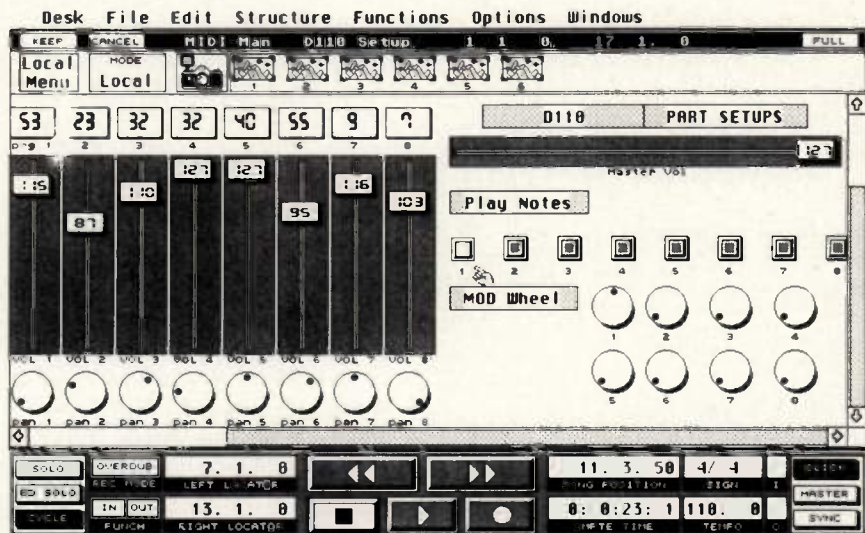 Desk File Edit Structure Functions Options Windows
KEEP CANCEL MIDI Man D110 Setup 1 1 0 17 1. 0 FULL
Local Menu MODE Local 1 2 3 4 5 6
53 23 32 32 40 55 9
D110 PART SETUPS
prg 1 2 3 4 5 6 7 8
127
Master Vol
115 87 110 127 127 95 116 103
Play Notes
1 2 3 4 5 6 7 8
MOD Wheel
1 2 3 4
VOL 1 VOL 2 VOL 3 VOL 4 VOL 5 VOL 6 VOL 7 VOL 8
5 6 7 8
pan 1 pan 2 pan 3 pan 4 pan 5 pan 6 pan 7 pan 8
SOLO OVERDUB 7. 1. 0 11. 3. 50 4/ 4 CLICK
REC MODE LEFT LOCATOR SONG POSITION SIGN
ED SOLO MASTER
CYCLE IN OUT 13. 1. 0 0: 0:23: 1 110. 0 SYNC
PUNCH RIGHT LOCATOR SMPTE TIME TEMPO